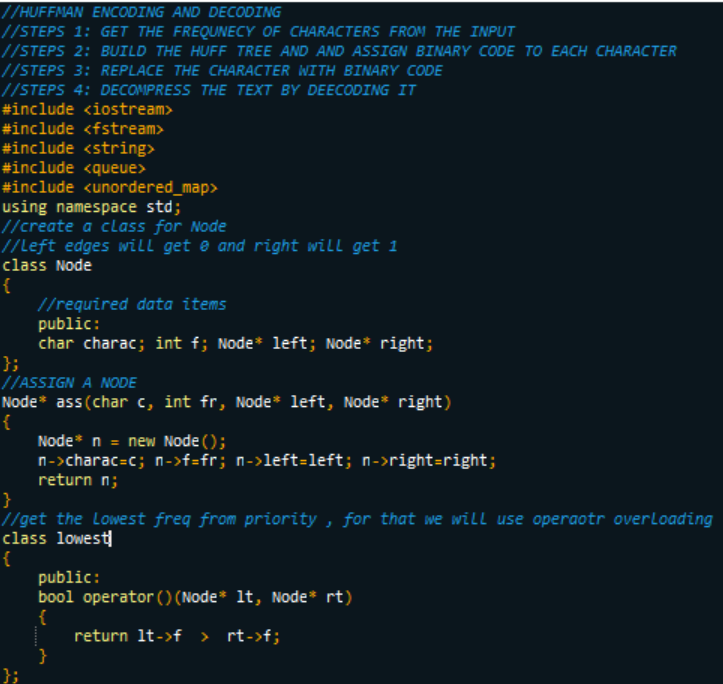 //HUFFMAN ENCODING AND DECODING
//STEPS 1: GET THE FREQUNECY OF CHARACTERS FROM THE INPUT
//STEPS 2: BUILD THE HUFF TREE AND AND ASSIGN BINARY CODE TO EACH CHARACTER
//STEPS 3: REPLACE THE CHARACTER WITH BINARY CODE
//STEPS 4: DECOMPRESS THE TEXT BY DEECODING IT
#include <iostream>
#include <fstream>
#include <string>
#include <queue>
#include <unordered_map>
using namespace std;
//create a class for Node
//left edges will get 0 and right will get 1
class Node
{
    //required data items
    public:
    char charac; int f; Node* left; Node* right;
};
//ASSIGN A NODE
Node* ass(char c, int fr, Node* left, Node* right)
{
    Node* n = new Node();
    n->charac=c; n->f=fr; n->left=left; n->right=right;
    return n;
}
//get the lowest freq from priority , for that we will use operaotr overloading
class lowest
{
    public:
    bool operator()(Node* lt, Node* rt)
    {
        return lt->f  >  rt->f;
    }
};